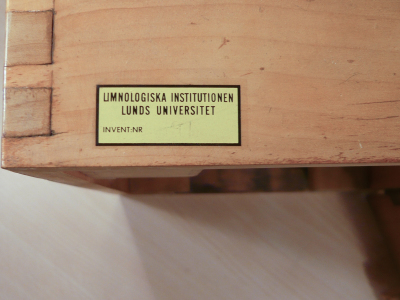 LIMNOLOGISKA INSTITUTIONEN
LUNDS UNIVERSITET
INVENT:NR